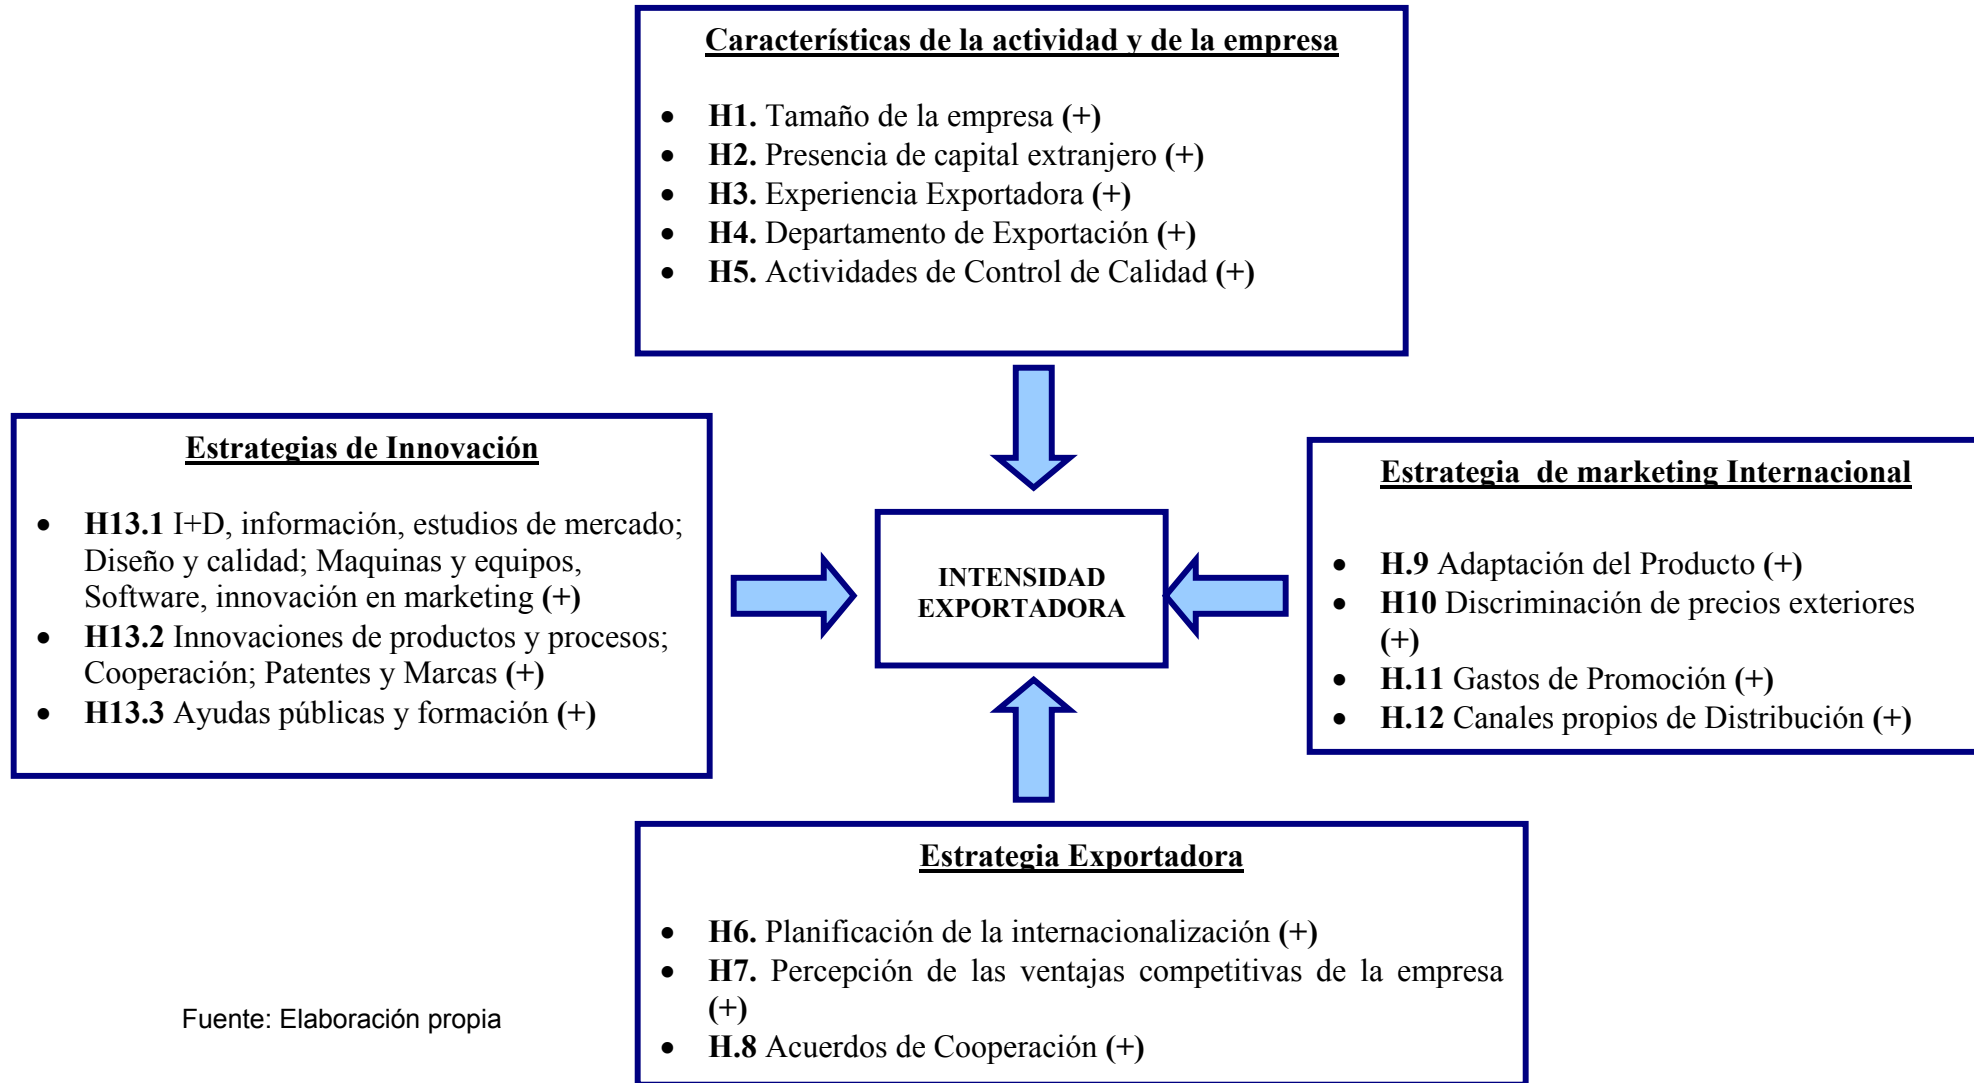 Características de la actividad y de la empresa
• H1. Tamaño de la empresa (+)
• H2. Presencia de capital extranjero (+)
• H3. Experiencia Exportadora (+)
• H4. Departamento de Exportación (+)
• H5. Actividades de Control de Calidad (+)
Estrategias de Innovación
• H13.1 I+D, información, estudios de mercado;
Diseño y calidad; Maquinas y equipos,
Software, innovación en marketing (+)
• H13.2 Innovaciones de productos y procesos;
Cooperación; Patentes y Marcas (+)
• H13.3 Ayudas públicas y formación (+)
INTENSIDAD
EXPORTADORA
Estrategia de marketing Internacional
• H.9 Adaptación del Producto (+)
• H10 Discriminación de precios exteriores
(+)
• H.11 Gastos de Promoción (+)
• H.12 Canales propios de Distribución (+)
Estrategia Exportadora
• H6. Planificación de la internacionalización (+)
• H7. Percepción de las ventajas competitivas de la empresa
(+)
• H.8 Acuerdos de Cooperación (+)
Fuente: Elaboración propia